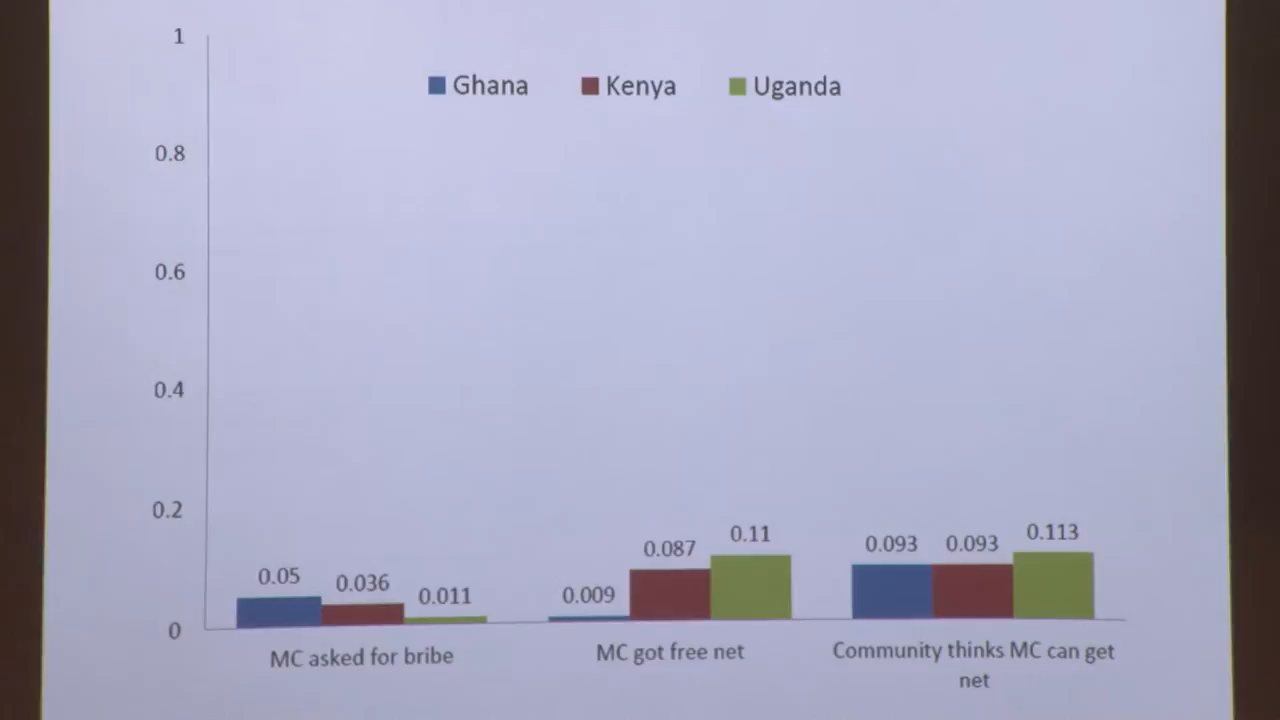 1
Ghana Kenya Uganda
0.8
0.6
0.4
0.2
0
0.05 0.036 0.011
0.009 0.087 0.11
0.093 0.093 0.113
MC asked for bribe
MC got free net
Community thinks MC can get
net